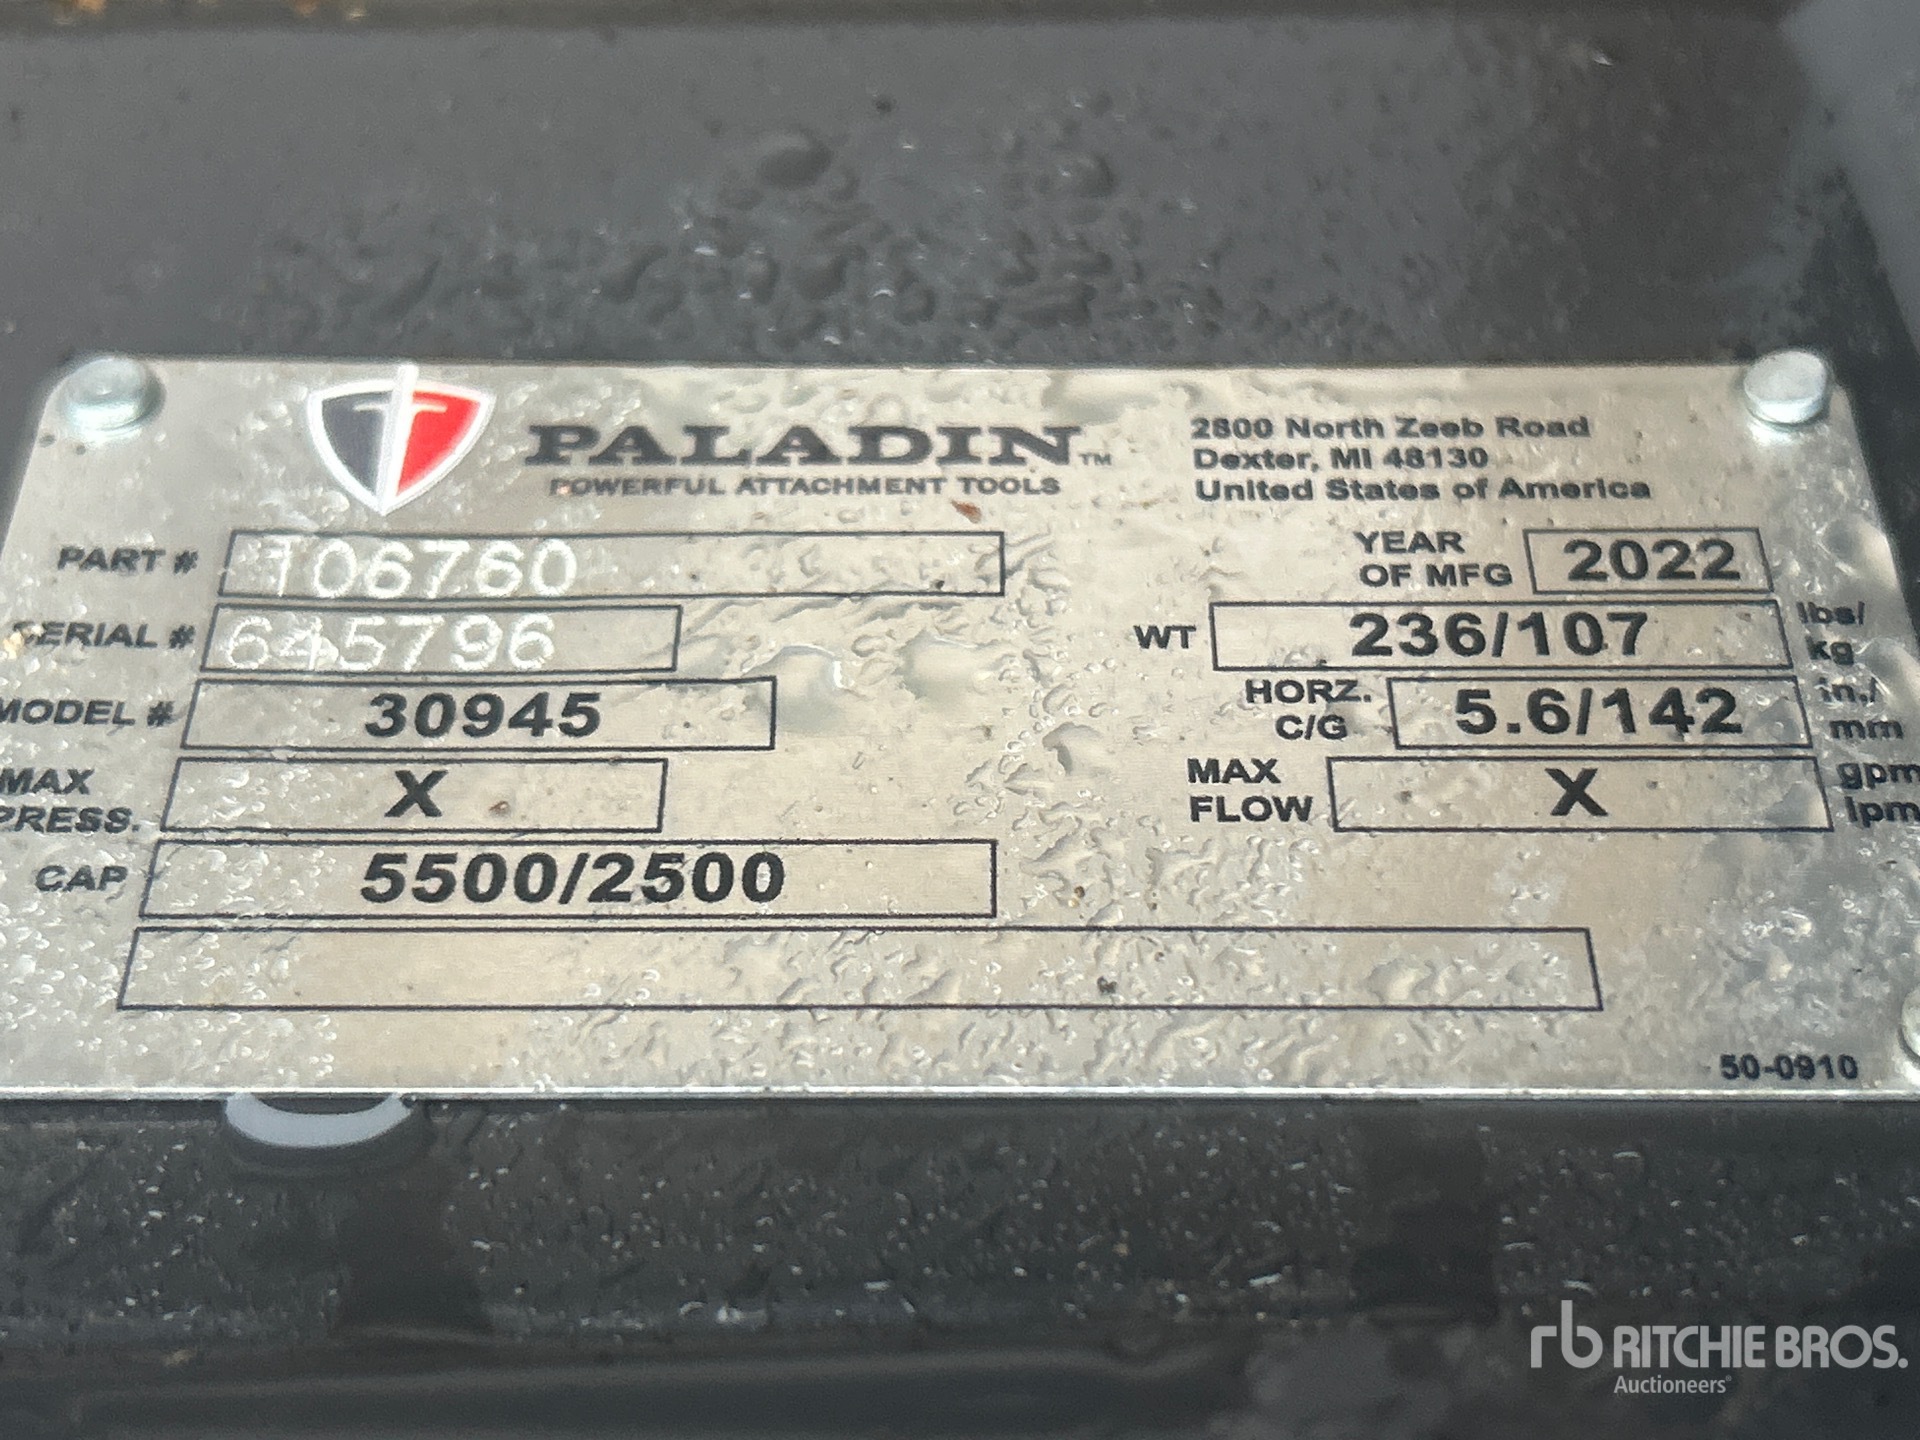 PALADIN™
POWERFUL ATTACHMENT TOOLS
2800 North Zeeb Road
Dexter, MI 48130
United States of America
PART # 106760
SERIAL # 645796
MODEL # 30945
MAX PRESS. X
CAP 5500/2500
YEAR OF MFG 2022
WT 236/107 lbs/ kg
HORZ. C/G 5.6/142 in./ mm
MAX FLOW X gpm lpm
50-0910
rb RITCHIE BROS.
Auctioneers®